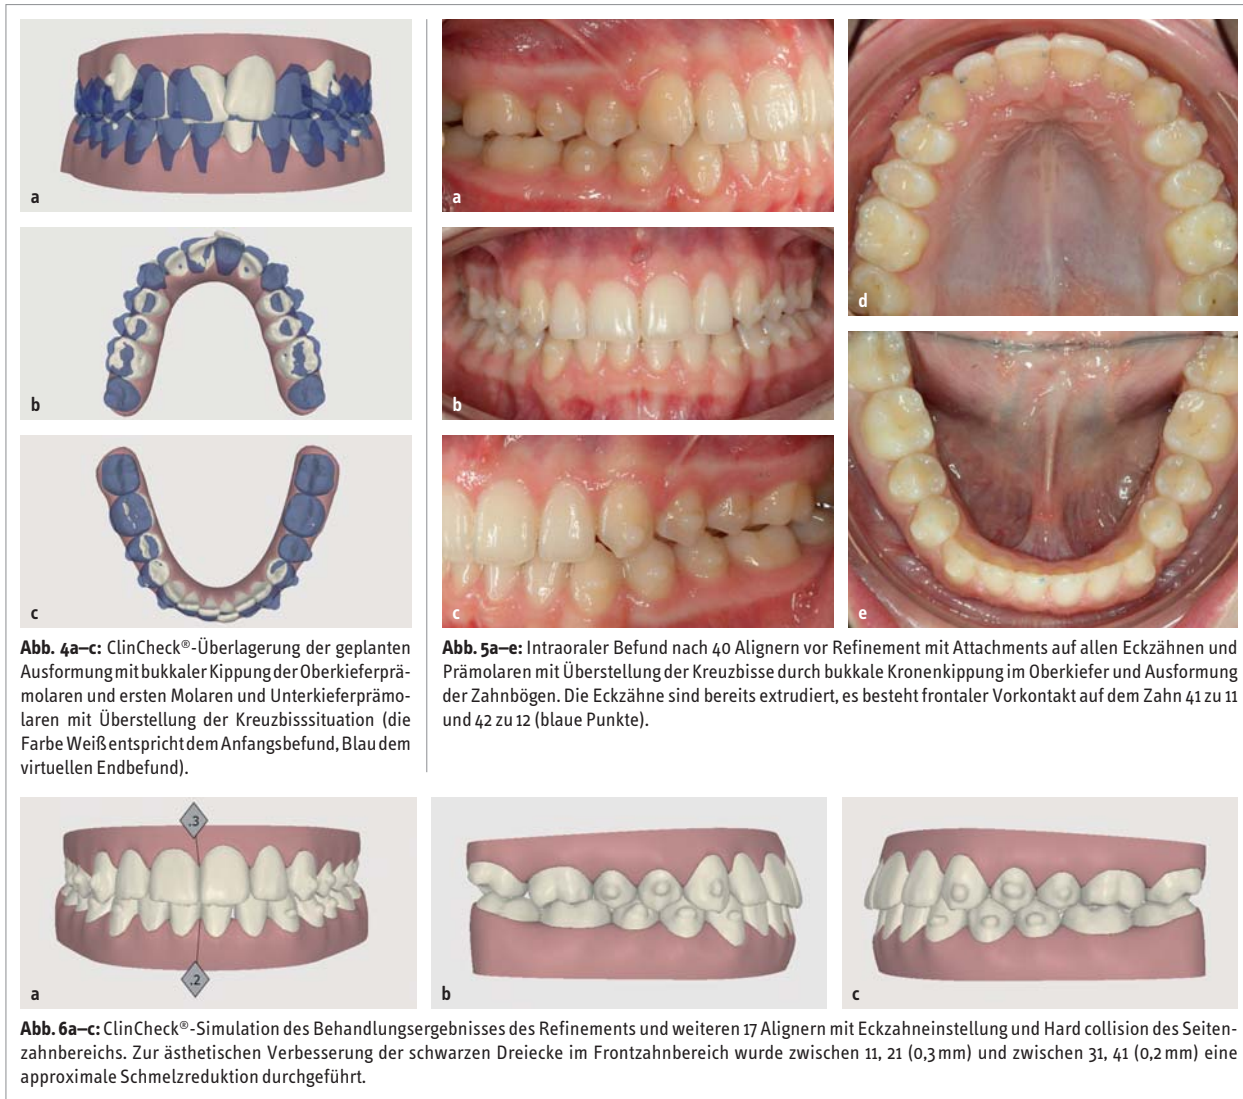 a
b
c
Abb. 4a–c: ClinCheck®-Überlagerung der geplanten
Ausformung mit bukkaler Kippung der Oberkieferprä-
molaren und ersten Molaren und Unterkieferprämo-
laren mit Überstellung der Kreuzbisssituation (die
Farbe Weiß entspricht dem Anfangsbefund, Blau dem
virtuellen Endbefund).
a
b
c
d
e
Abb. 5a–e: Intraoraler Befund nach 40 Alignern vor Refinement mit Attachments auf allen Eckzähnen und
Prämolaren mit Überstellung der Kreuzbisse durch bukkale Kronenkippung im Oberkiefer und Ausformung
der Zahnbögen. Die Eckzähne sind bereits extrudiert, es besteht frontaler Vorkontakt auf dem Zahn 41 zu 11
und 42 zu 12 (blaue Punkte).
.3
.2
a
b
c
Abb. 6a–c: ClinCheck®-Simulation des Behandlungsergebnisses des Refinements und weiteren 17 Alignern mit Eckzahneinstellung und Hard collision des Seiten-
zahnbereichs. Zur ästhetischen Verbesserung der schwarzen Dreiecke im Frontzahnbereich wurde zwischen 11, 21 (0,3 mm) und zwischen 31, 41 (0,2 mm) eine
approximale Schmelzreduktion durchgeführt.